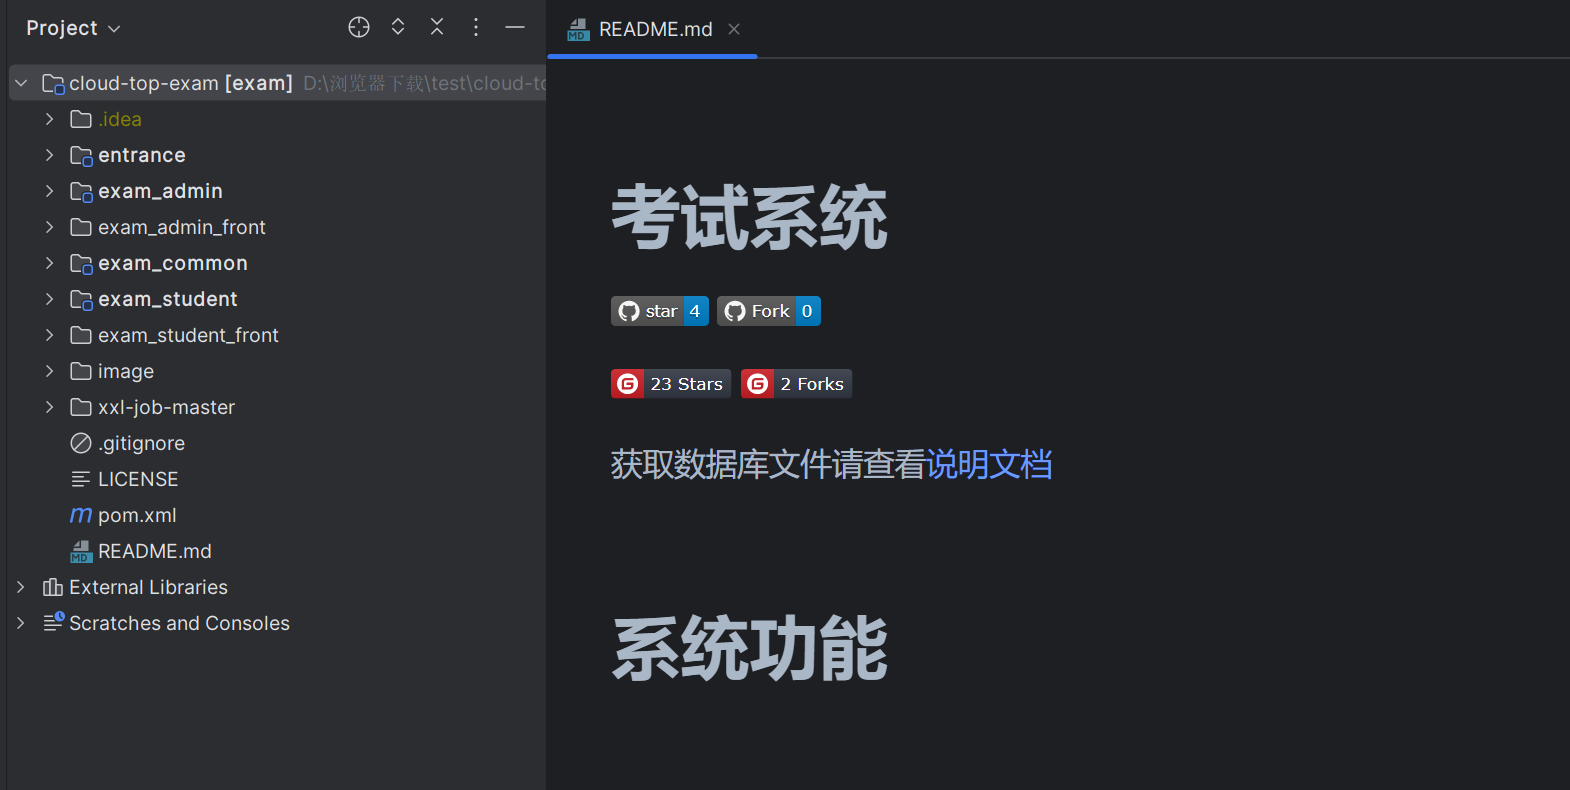 Project
cloud-top-exam [exam] D:\浏览器下载\test\cloud-to
.idea
entrance
exam_admin
exam_admin_front
exam_common
exam_student
exam_student_front
image
xxl-job-master
.gitignore
LICENSE
pom.xml
README.md
External Libraries
Scratches and Consoles
README.md
考试系统
star 4 Fork 0
23 Stars 2 Forks
获取数据库文件请查看说明文档
系统功能